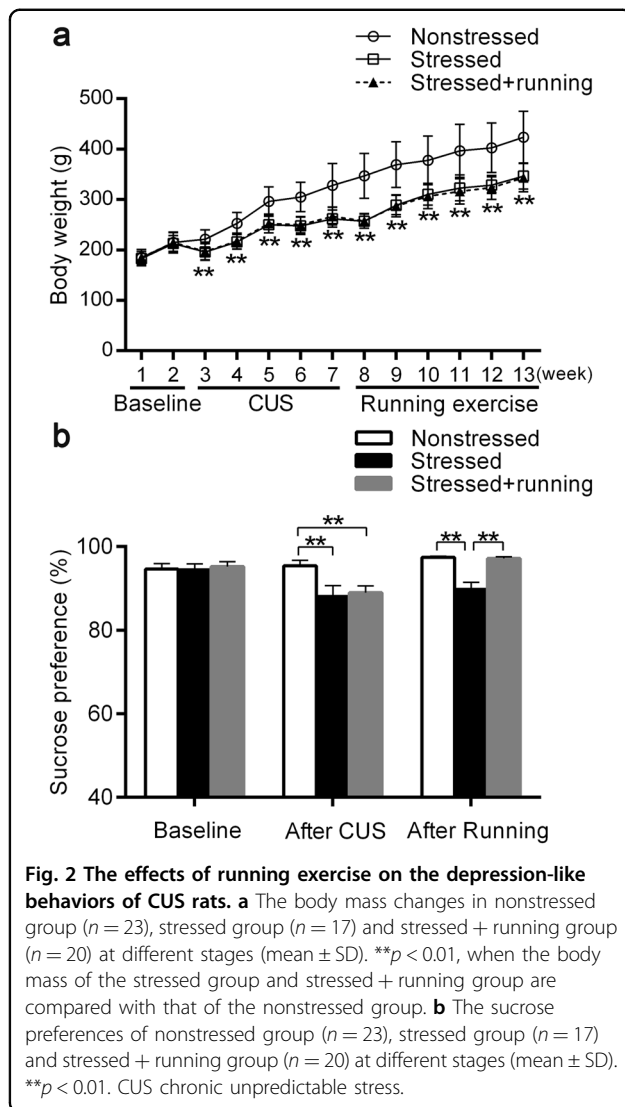 a
Nonstressed
Stressed
Stressed+running
500
400
300
200
100
0
Body weight (g)
** ** ** ** ** ** ** ** ** ** **
1 2 3 4 5 6 7 8 9 10 11 12 13(week)
Baseline CUS Running exercise
b
Nonstressed
Stressed
Stressed+running
**
** ** **
100
80
60
40
Sucrose preference (%)
Baseline After CUS After Running
Fig. 2 The effects of running exercise on the depression-like
behaviors of CUS rats. a The body mass changes in nonstressed
group (n = 23), stressed group (n = 17) and stressed + running group
(n = 20) at different stages (mean ± SD). **p < 0.01, when the body
mass of the stressed group and stressed + running group are
compared with that of the nonstressed group. b The sucrose
preferences of nonstressed group (n = 23), stressed group (n = 17)
and stressed + running group (n = 20) at different stages (mean ± SD).
**p < 0.01. CUS chronic unpredictable stress.